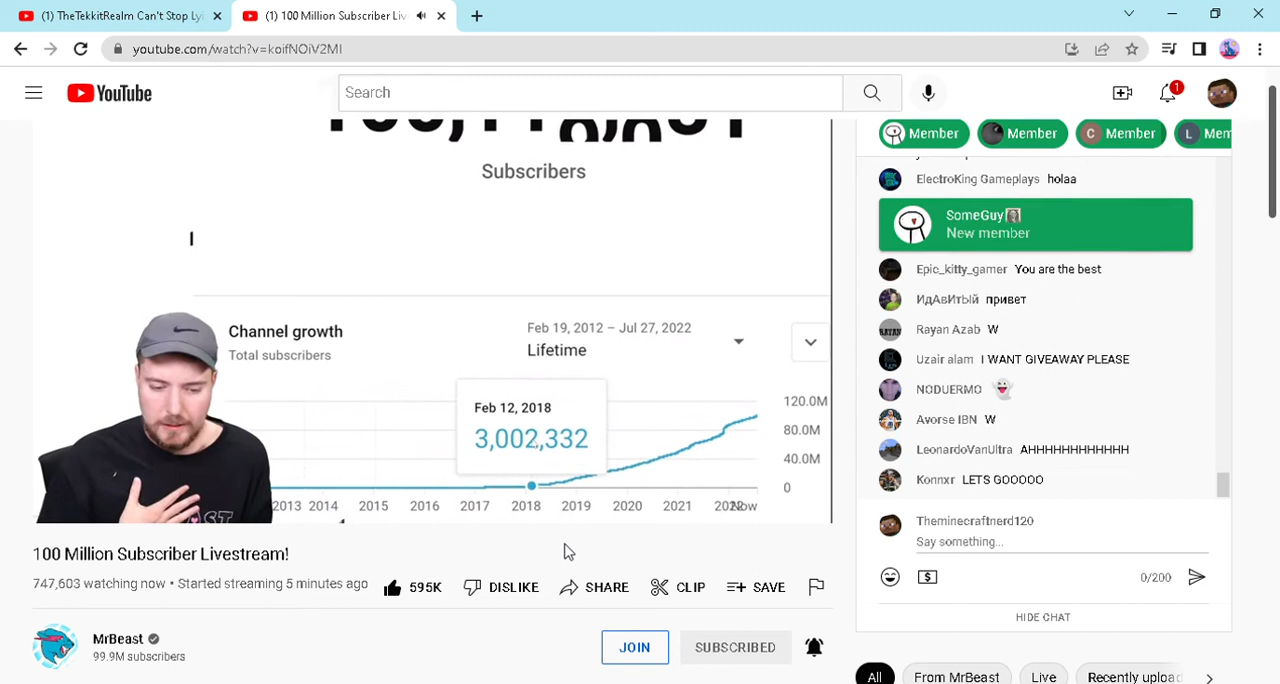 (1) TheTekkitRealm Can't Stop Lyi
(1) 100 Million Subscriber Live
youtube.com/watch?v=koifNOiV2MI
YouTube
Search
1
Subscribers
Channel growth
Total subscribers
Feb 19, 2012 – Jul 27, 2022
Lifetime
Feb 12, 2018
3,002,332
120.0M
80.0M
40.0M
0
2013 2014 2015 2016 2017 2018 2019 2020 2021 2022 Now
100 Million Subscriber Livestream!
747,603 watching now • Started streaming 5 minutes ago
595K DISLIKE SHARE CLIP SAVE
MrBeast
99.9M subscribers
JOIN SUBSCRIBED
Member C Member L Mem
Member
ElectroKing Gameplays holaa
SomeGuy
New member
Epic_kitty_gamer You are the best
ИдАвИтЫй привет
Rayan Azab W
Uzair alam I WANT GIVEAWAY PLEASE
NODUERMO
Avorse IBN W
LeonardoVanUltra AHHHHHHHHHHHH
Konnxr LETS GOOOOO
Theminecraftnerd120
Say something...
0/200
HIDE CHAT
All From MrBeast Live Recently upload